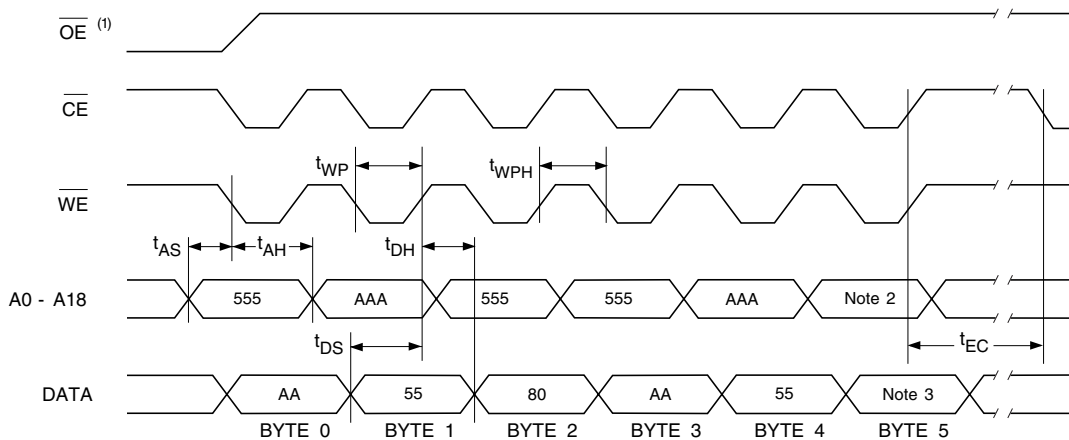 OE (1)
CE
tWP
tWPH
WE
tAS
tAH
tDH
A0 - A18
555
AAA
555
555
AAA
Note 2
tDS
tEC
DATA
AA
55
80
AA
55
Note 3
BYTE 0
BYTE 1
BYTE 2
BYTE 3
BYTE 4
BYTE 5